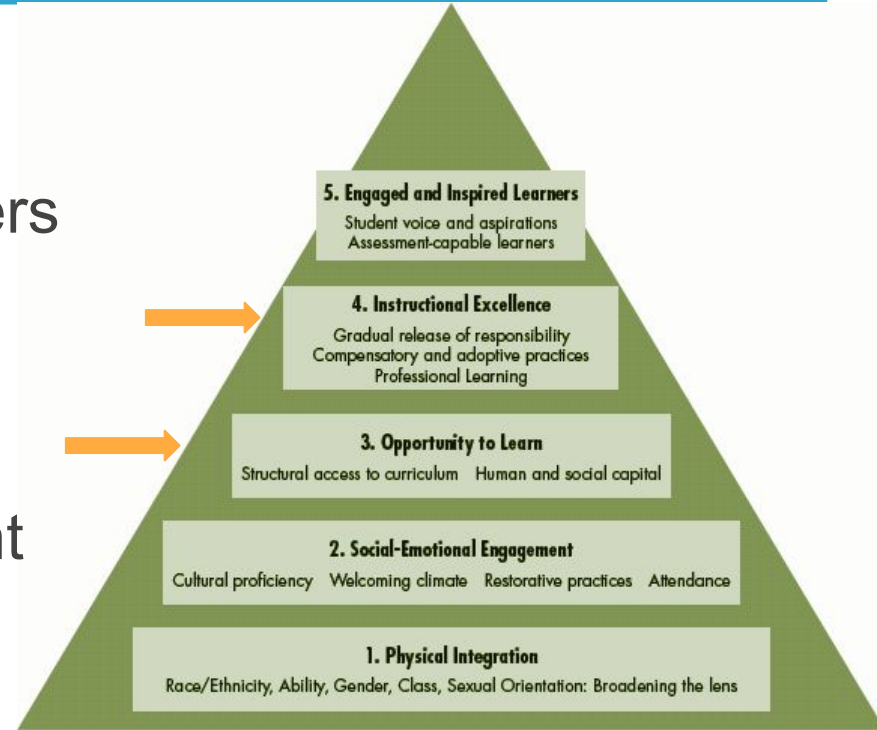 ers
nt
5. Engaged and Inspired Learners
Student voice and aspirations
Assessment-capable learners
4. Instructional Excellence
Gradual release of responsibility
Compensatory and adoptive practices
Professional Learning
3. Opportunity to Learn
Structural access to curriculum Human and social capital
2. Social-Emotional Engagement
Cultural proficiency Welcoming climate Restorative practices Attendance
1. Physical Integration
Race/Ethnicity, Ability, Gender, Class, Sexual Orientation: Broadening the lens